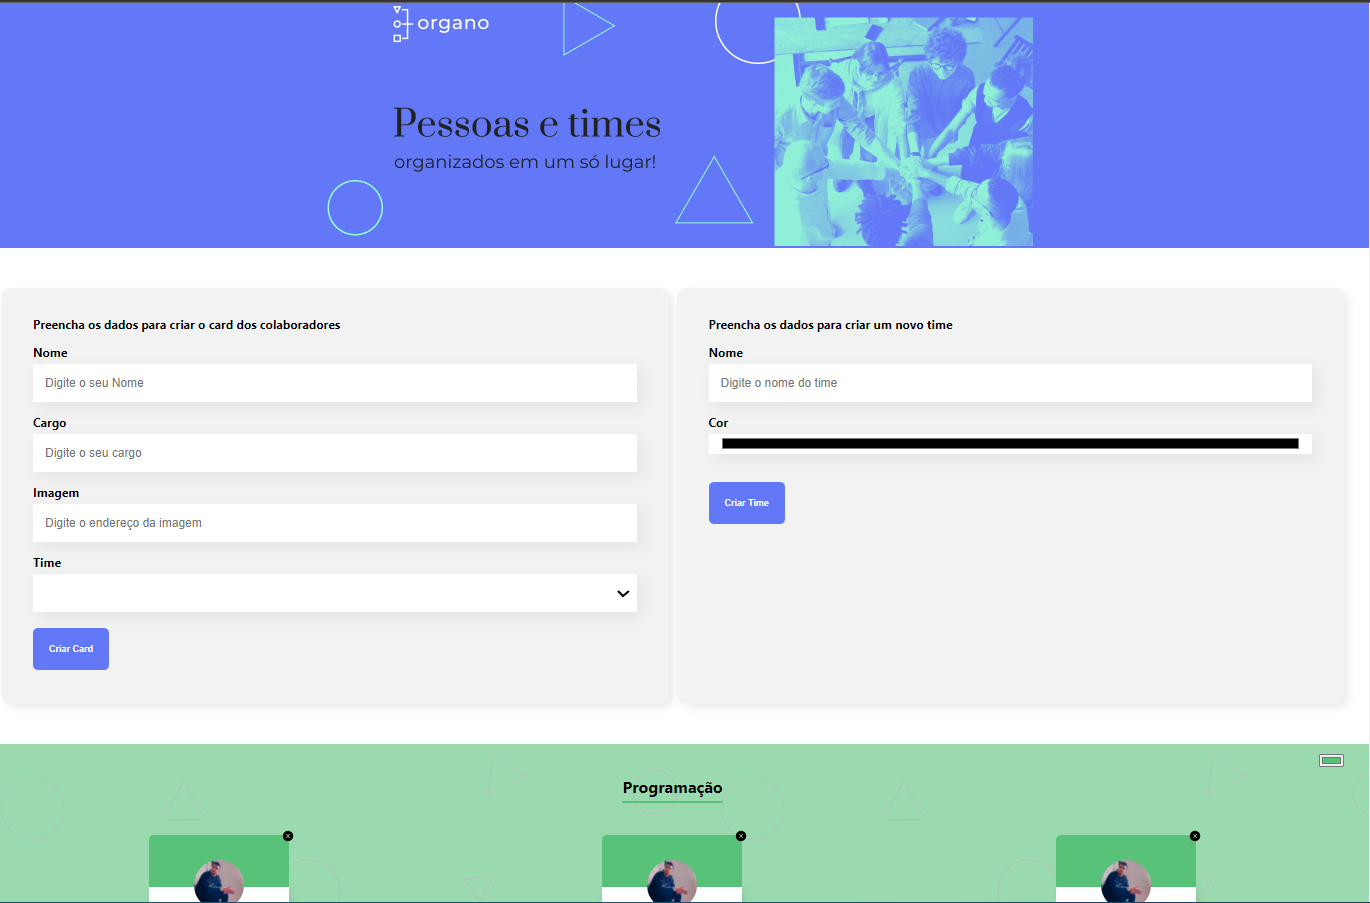 organo
Pessoas e times
organizados em um só lugar!
Preencha os dados para criar o card dos colaboradores
Nome
Digite o seu Nome
Cargo
Digite o seu cargo
Imagem
Digite o endereço da imagem
Time
Criar Card
Preencha os dados para criar um novo time
Nome
Digite o nome do time
Cor
Criar Time
Programação